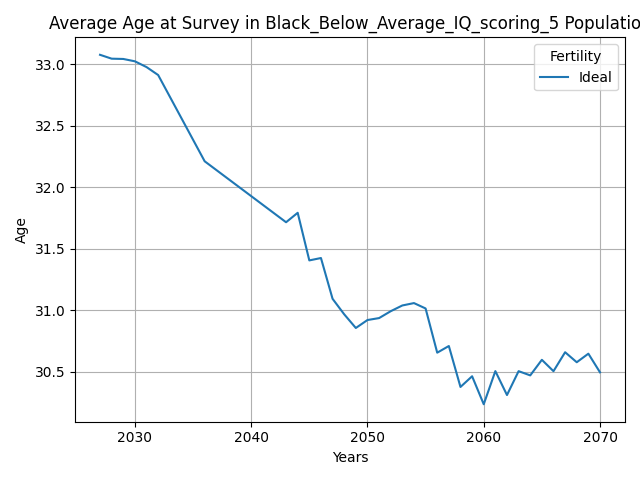 Average Age at Survey in Black_Below_Average_IQ_scoring_5 Populatio
Fertility
Ideal
33.0
32.5
32.0
31.5
31.0
30.5
Age
2030 2040 2050 2060 2070
Years